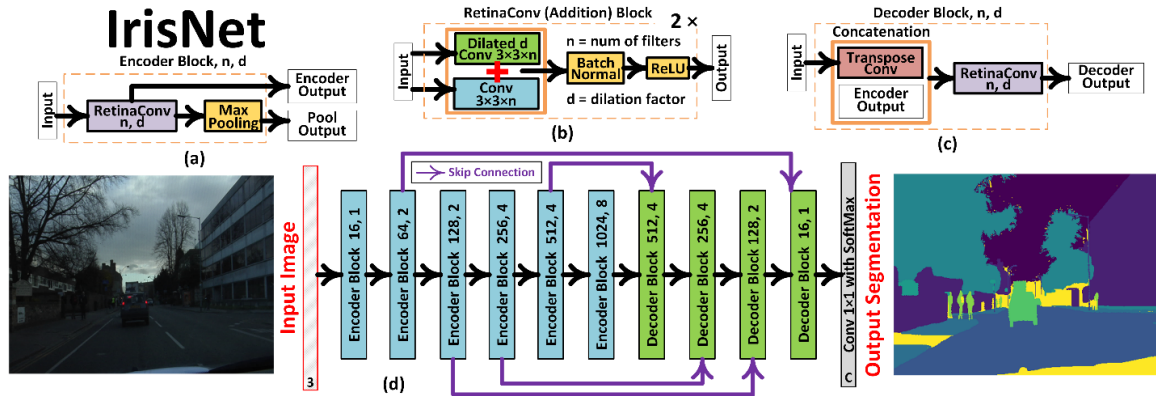 IrisNet
Encoder Block, n, d
Input
RetinaConv
n, d
Max
Pooling
Encoder
Output
Pool
Output
(a)
RetinaConv (Addition) Block
2 ×
Input
Dilated d
Conv 3×3×n
+
Conv
3×3×n
n = num of filters
Batch
Normal
ReLU
d = dilation factor
Output
(b)
Decoder Block, n, d
Concatenation
Input
Transpose
Conv
Encoder
Output
RetinaConv
n, d
Decoder
Output
(c)
Skip Connection
Input Image
3
Encoder Block 16, 1
Encoder Block 64, 2
Encoder Block 128, 2
Encoder Block 256, 4
Encoder Block 512, 4
Encoder Block 1024, 8
Decoder Block 512, 4
Decoder Block 256, 4
Decoder Block 128, 2
Decoder Block 16, 1
Conv 1×1 with SoftMax
C
Output Segmentation
(d)